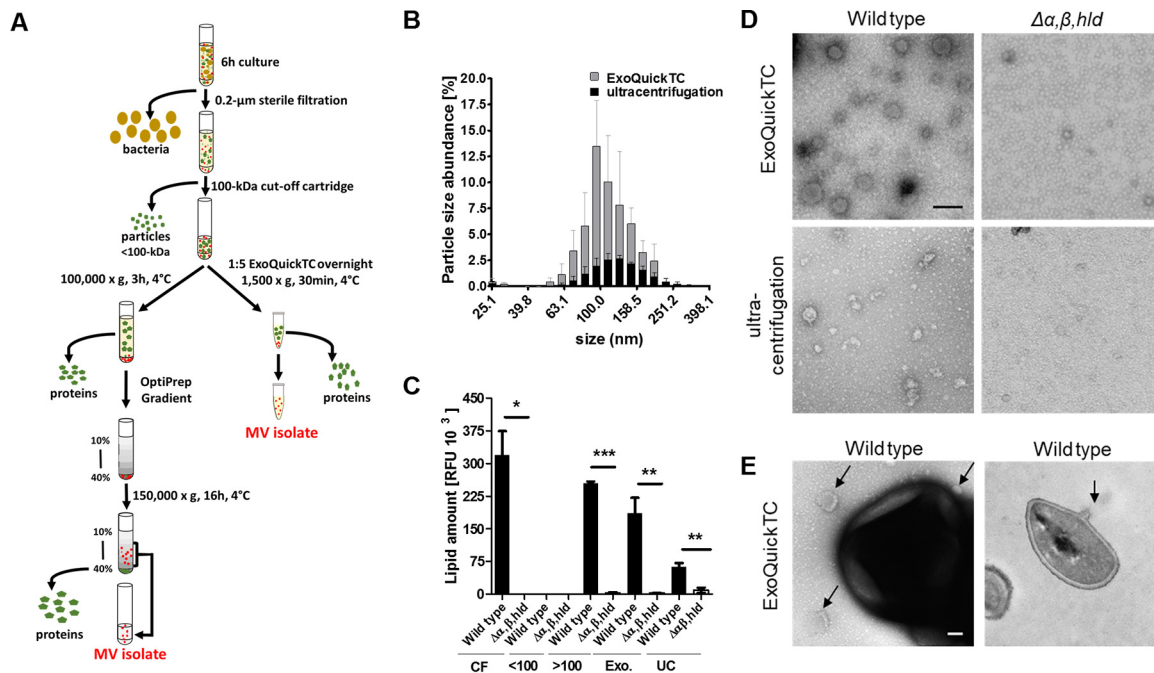 A
6h culture
0.2-µm sterile filtration
bacteria
100-kDa cut-off cartridge
particles
<100-kDa
100,000 x g, 3h, 4°C
1:5 ExoQuickTC overnight
1,500 x g, 30min, 4°C
proteins
OptiPrep
Gradient
proteins
MV isolate
10%
40%
150,000 x g, 16h, 4°C
10%
40%
proteins
MV isolate
B
Particle size abundance [%]
20.0
17.5
15.0
12.5
10.0
7.5
5.0
2.5
0.0
ExoQuickTC
ultracentrifugation
25.1 39.8 63.1 100.0 158.5 251.2 398.1
size (nm)
C
Lipid amount [RFU 10 3 ]
450
375
300
225
150
75
0
* *** ** **
Wild type Δα,β,hld Wild type Δα,β,hld Wild type Δα,β,hld Wild type Δα,β,hld Wild type Δαβ,hld
CF <100 >100 Exo. UC
D
Wild type Δα,β,hld
ExoQuickTC
ultra-
centrifugation
E
Wild type Wild type
ExoQuickTC